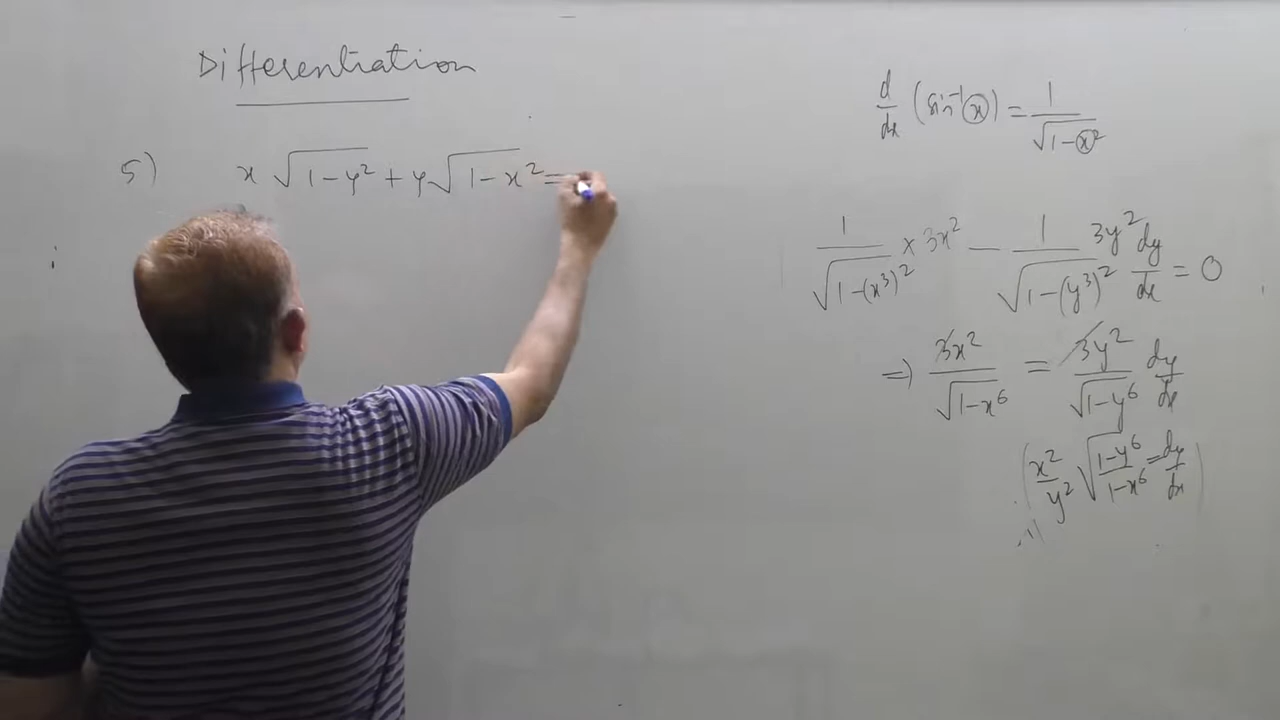 Differentiation
5) x √(1-y²) + y √(1-x²) =
d/dx (sin⁻¹ x) = 1/√(1-x²)
1/√(1-(x³)²) × 3x² - 1/√(1-(y³)²) 3y² dy/dx = 0
⇒ 3x²/√(1-x⁶) = 3y²/√(1-y⁶) dy/dx
(x²/y² √((1-y⁶)/(1-x⁶)) = dy/dx)